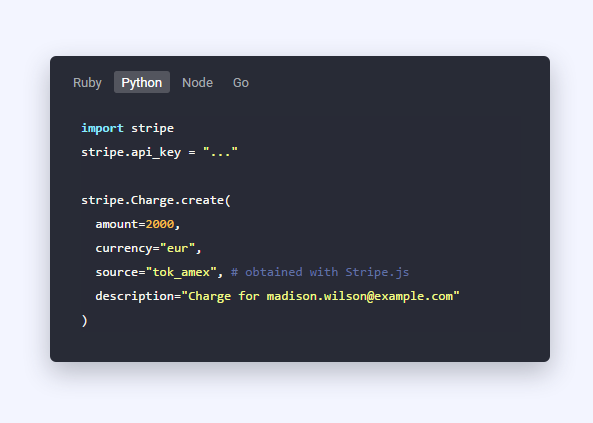 Ruby Python Node Go
import stripe
stripe.api_key = "..."
stripe.Charge.create(
  amount=2000,
  currency="eur",
  source="tok_amex", # obtained with Stripe.js
  description="Charge for madison.wilson@example.com"
)